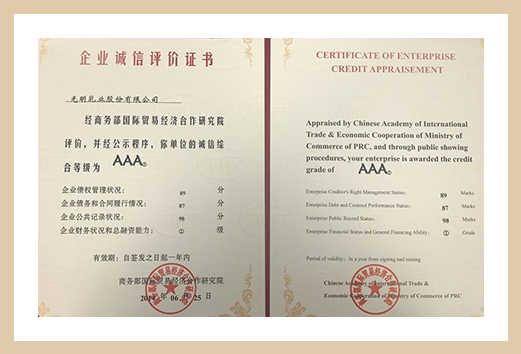 企业诚信评价证书
光明乳业股份有限公司
经商务部国际贸易经济合作研究院
评价，并经公示程序，你单位的诚信综
合等级为 AAA。
企业债权管理状况： 89 分
企业债务和合同履行情况： 87 分
企业公共记录状况： 98 分
企业财务状况和总融资能力： ① 级
有效期：自签发之日起一年内
商务部国际贸易经济合作研究院
06 25
CERTIFICATE OF ENTERPRISE
CREDIT APPRAISEMENT
Appraised by Chinese Academy of International
Trade & Economic Cooperation of Ministry of
Commerce of PRC, and through public showing
procedures, your enterprise is awarded the credit
grade of AAA。
Enterprise Creditor's Right Management Status: 89 Marks
Enterprise Debt and Contract Performance Status: 87 Marks
Enterprise Public Record Status: 98 Marks
Enterprise Financial Status and General Financing Ability: ① Grade
Period of validity: In a year from signing and issuing
Chinese Academy of International Trade &
Economic Cooperation of Ministry of Commerce of PRC